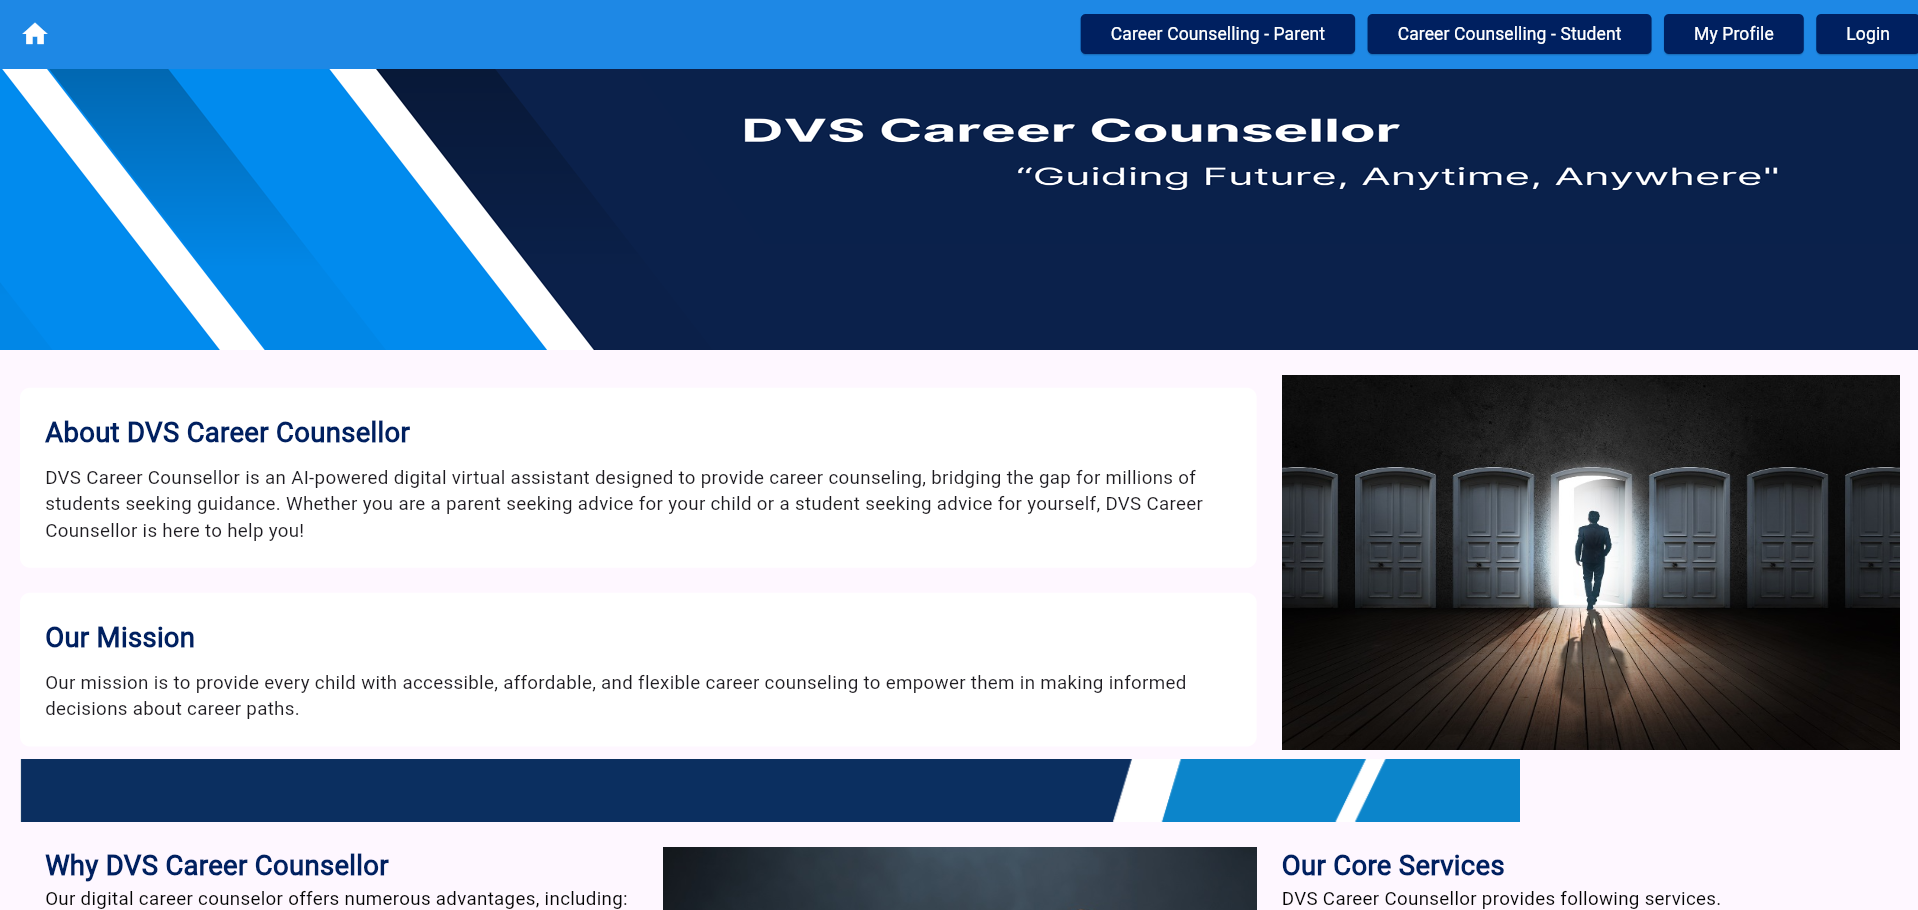 Career Counselling - Parent
Career Counselling - Student
My Profile
Login
DVS Career Counsellor
“Guiding Future, Anytime, Anywhere"
About DVS Career Counsellor
DVS Career Counsellor is an AI-powered digital virtual assistant designed to provide career counseling, bridging the gap for millions of
students seeking guidance. Whether you are a parent seeking advice for your child or a student seeking advice for yourself, DVS Career
Counsellor is here to help you!
Our Mission
Our mission is to provide every child with accessible, affordable, and flexible career counseling to empower them in making informed
decisions about career paths.
Why DVS Career Counsellor
Our digital career counselor offers numerous advantages, including:
Our Core Services
DVS Career Counsellor provides following services.